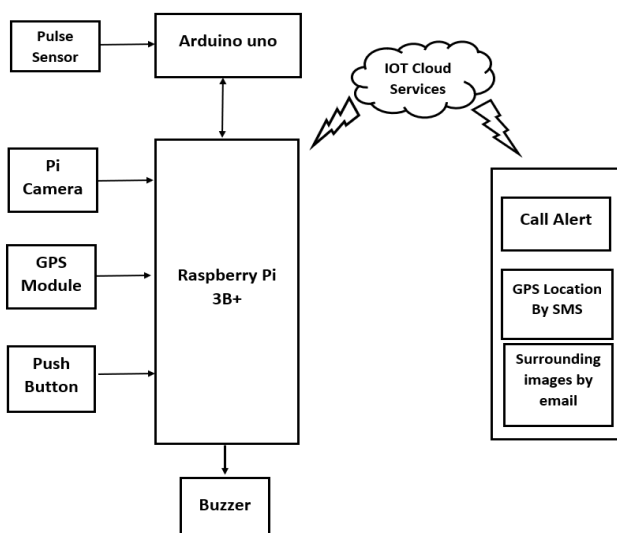 Pulse
Sensor
Arduino uno
IOT Cloud
Services
Pi
Camera
GPS
Module
Push
Button
Raspberry Pi
3B+
Buzzer
Call Alert
GPS Location
By SMS
Surrounding
images by
email